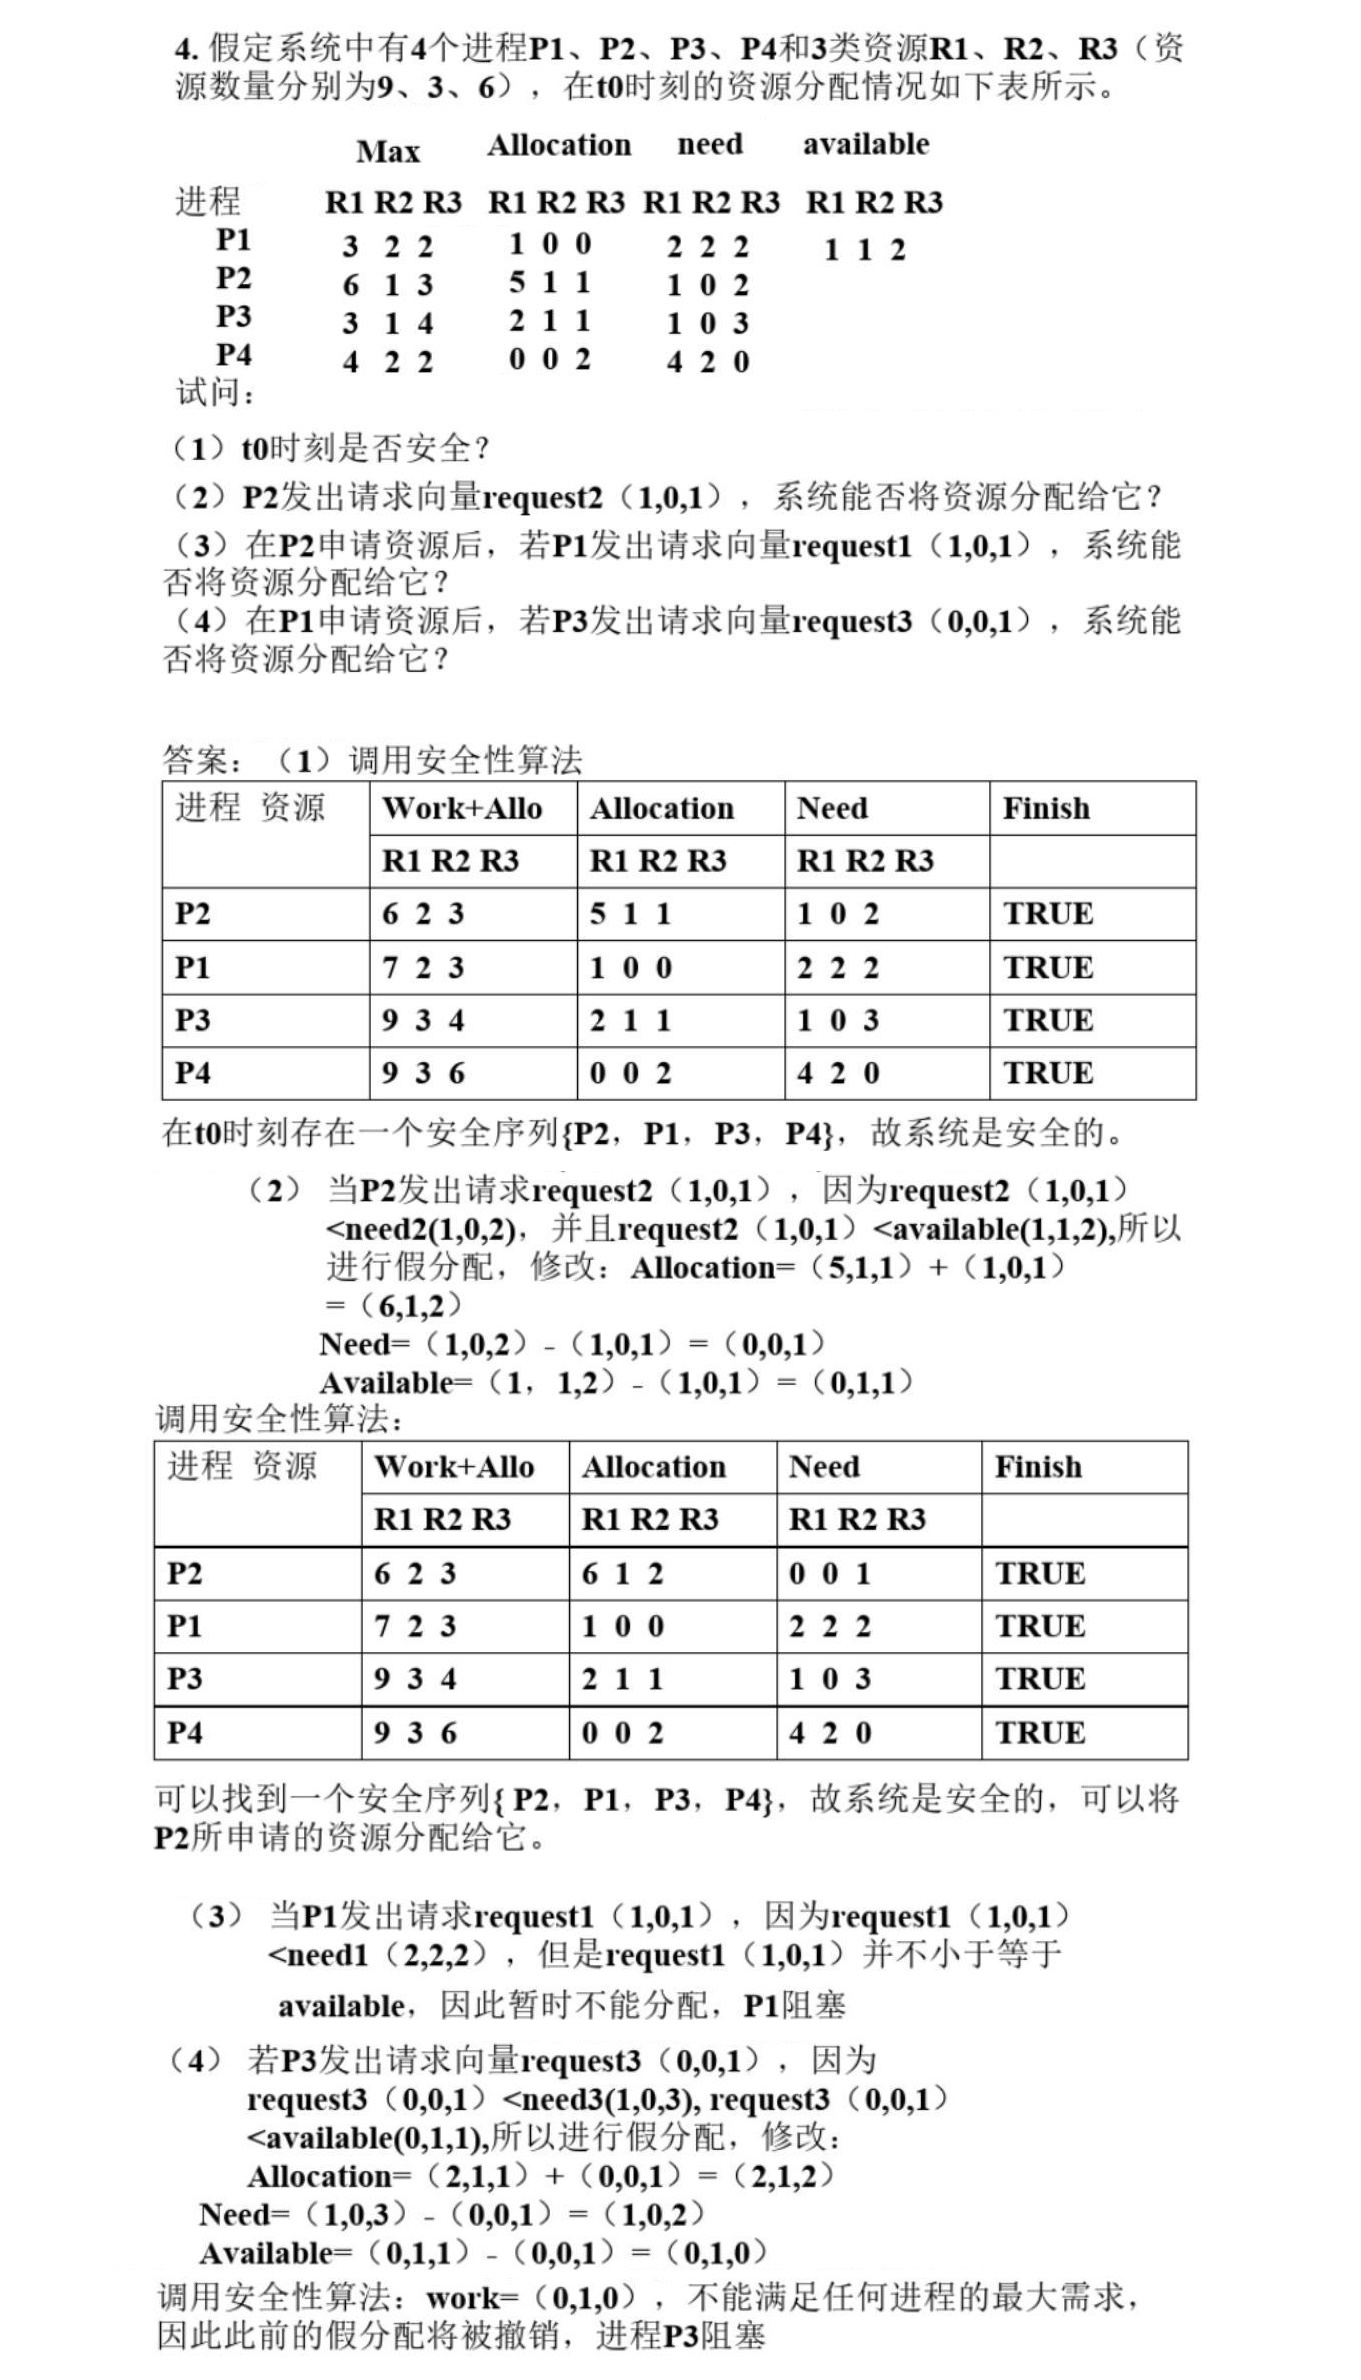 4. 假定系统中有4个进程P1、P2、P3、P4和3类资源R1、R2、R3（资
源数量分别为9、3、6），在t0时刻的资源分配情况如下表所示。
Max Allocation need available
进程 R1 R2 R3 R1 R2 R3 R1 R2 R3 R1 R2 R3
P1 3 2 2 1 0 0 2 2 2 1 1 2
P2 6 1 3 5 1 1 1 0 2
P3 3 1 4 2 1 1 1 0 3
P4 4 2 2 0 0 2 4 2 0
试问：
（1）t0时刻是否安全？
（2）P2发出请求向量request2（1,0,1），系统能否将资源分配给它？
（3）在P2申请资源后，若P1发出请求向量request1（1,0,1），系统能
否将资源分配给它？
（4）在P1申请资源后，若P3发出请求向量request3（0,0,1），系统能
否将资源分配给它？
答案：（1）调用安全性算法
进程 资源 Work+Allo Allocation Need Finish
R1 R2 R3 R1 R2 R3 R1 R2 R3
P2 6 2 3 5 1 1 1 0 2 TRUE
P1 7 2 3 1 0 0 2 2 2 TRUE
P3 9 3 4 2 1 1 1 0 3 TRUE
P4 9 3 6 0 0 2 4 2 0 TRUE
在t0时刻存在一个安全序列{P2，P1，P3，P4}，故系统是安全的。
（2） 当P2发出请求request2（1,0,1），因为request2（1,0,1）
<need2(1,0,2)，并且request2（1,0,1）<available(1,1,2),所以
进行假分配，修改：Allocation=（5,1,1）+（1,0,1）
=（6,1,2）
Need=（1,0,2）-（1,0,1）=（0,0,1）
Available=（1，1,2）-（1,0,1）=（0,1,1）
调用安全性算法：
进程 资源 Work+Allo Allocation Need Finish
R1 R2 R3 R1 R2 R3 R1 R2 R3
P2 6 2 3 6 1 2 0 0 1 TRUE
P1 7 2 3 1 0 0 2 2 2 TRUE
P3 9 3 4 2 1 1 1 0 3 TRUE
P4 9 3 6 0 0 2 4 2 0 TRUE
可以找到一个安全序列{ P2，P1，P3，P4}，故系统是安全的，可以将
P2所申请的资源分配给它。
（3） 当P1发出请求request1（1,0,1），因为request1（1,0,1）
<need1（2,2,2），但是request1（1,0,1）并不小于等于
available，因此暂时不能分配，P1阻塞
（4） 若P3发出请求向量request3（0,0,1），因为
request3（0,0,1）<need3(1,0,3), request3（0,0,1）
<available(0,1,1),所以进行假分配，修改：
Allocation=（2,1,1）+（0,0,1）=（2,1,2）
Need=（1,0,3）-（0,0,1）=（1,0,2）
Available=（0,1,1）-（0,0,1）=（0,1,0）
调用安全性算法：work=（0,1,0），不能满足任何进程的最大需求，
因此此前的假分配将被撤销，进程P3阻塞